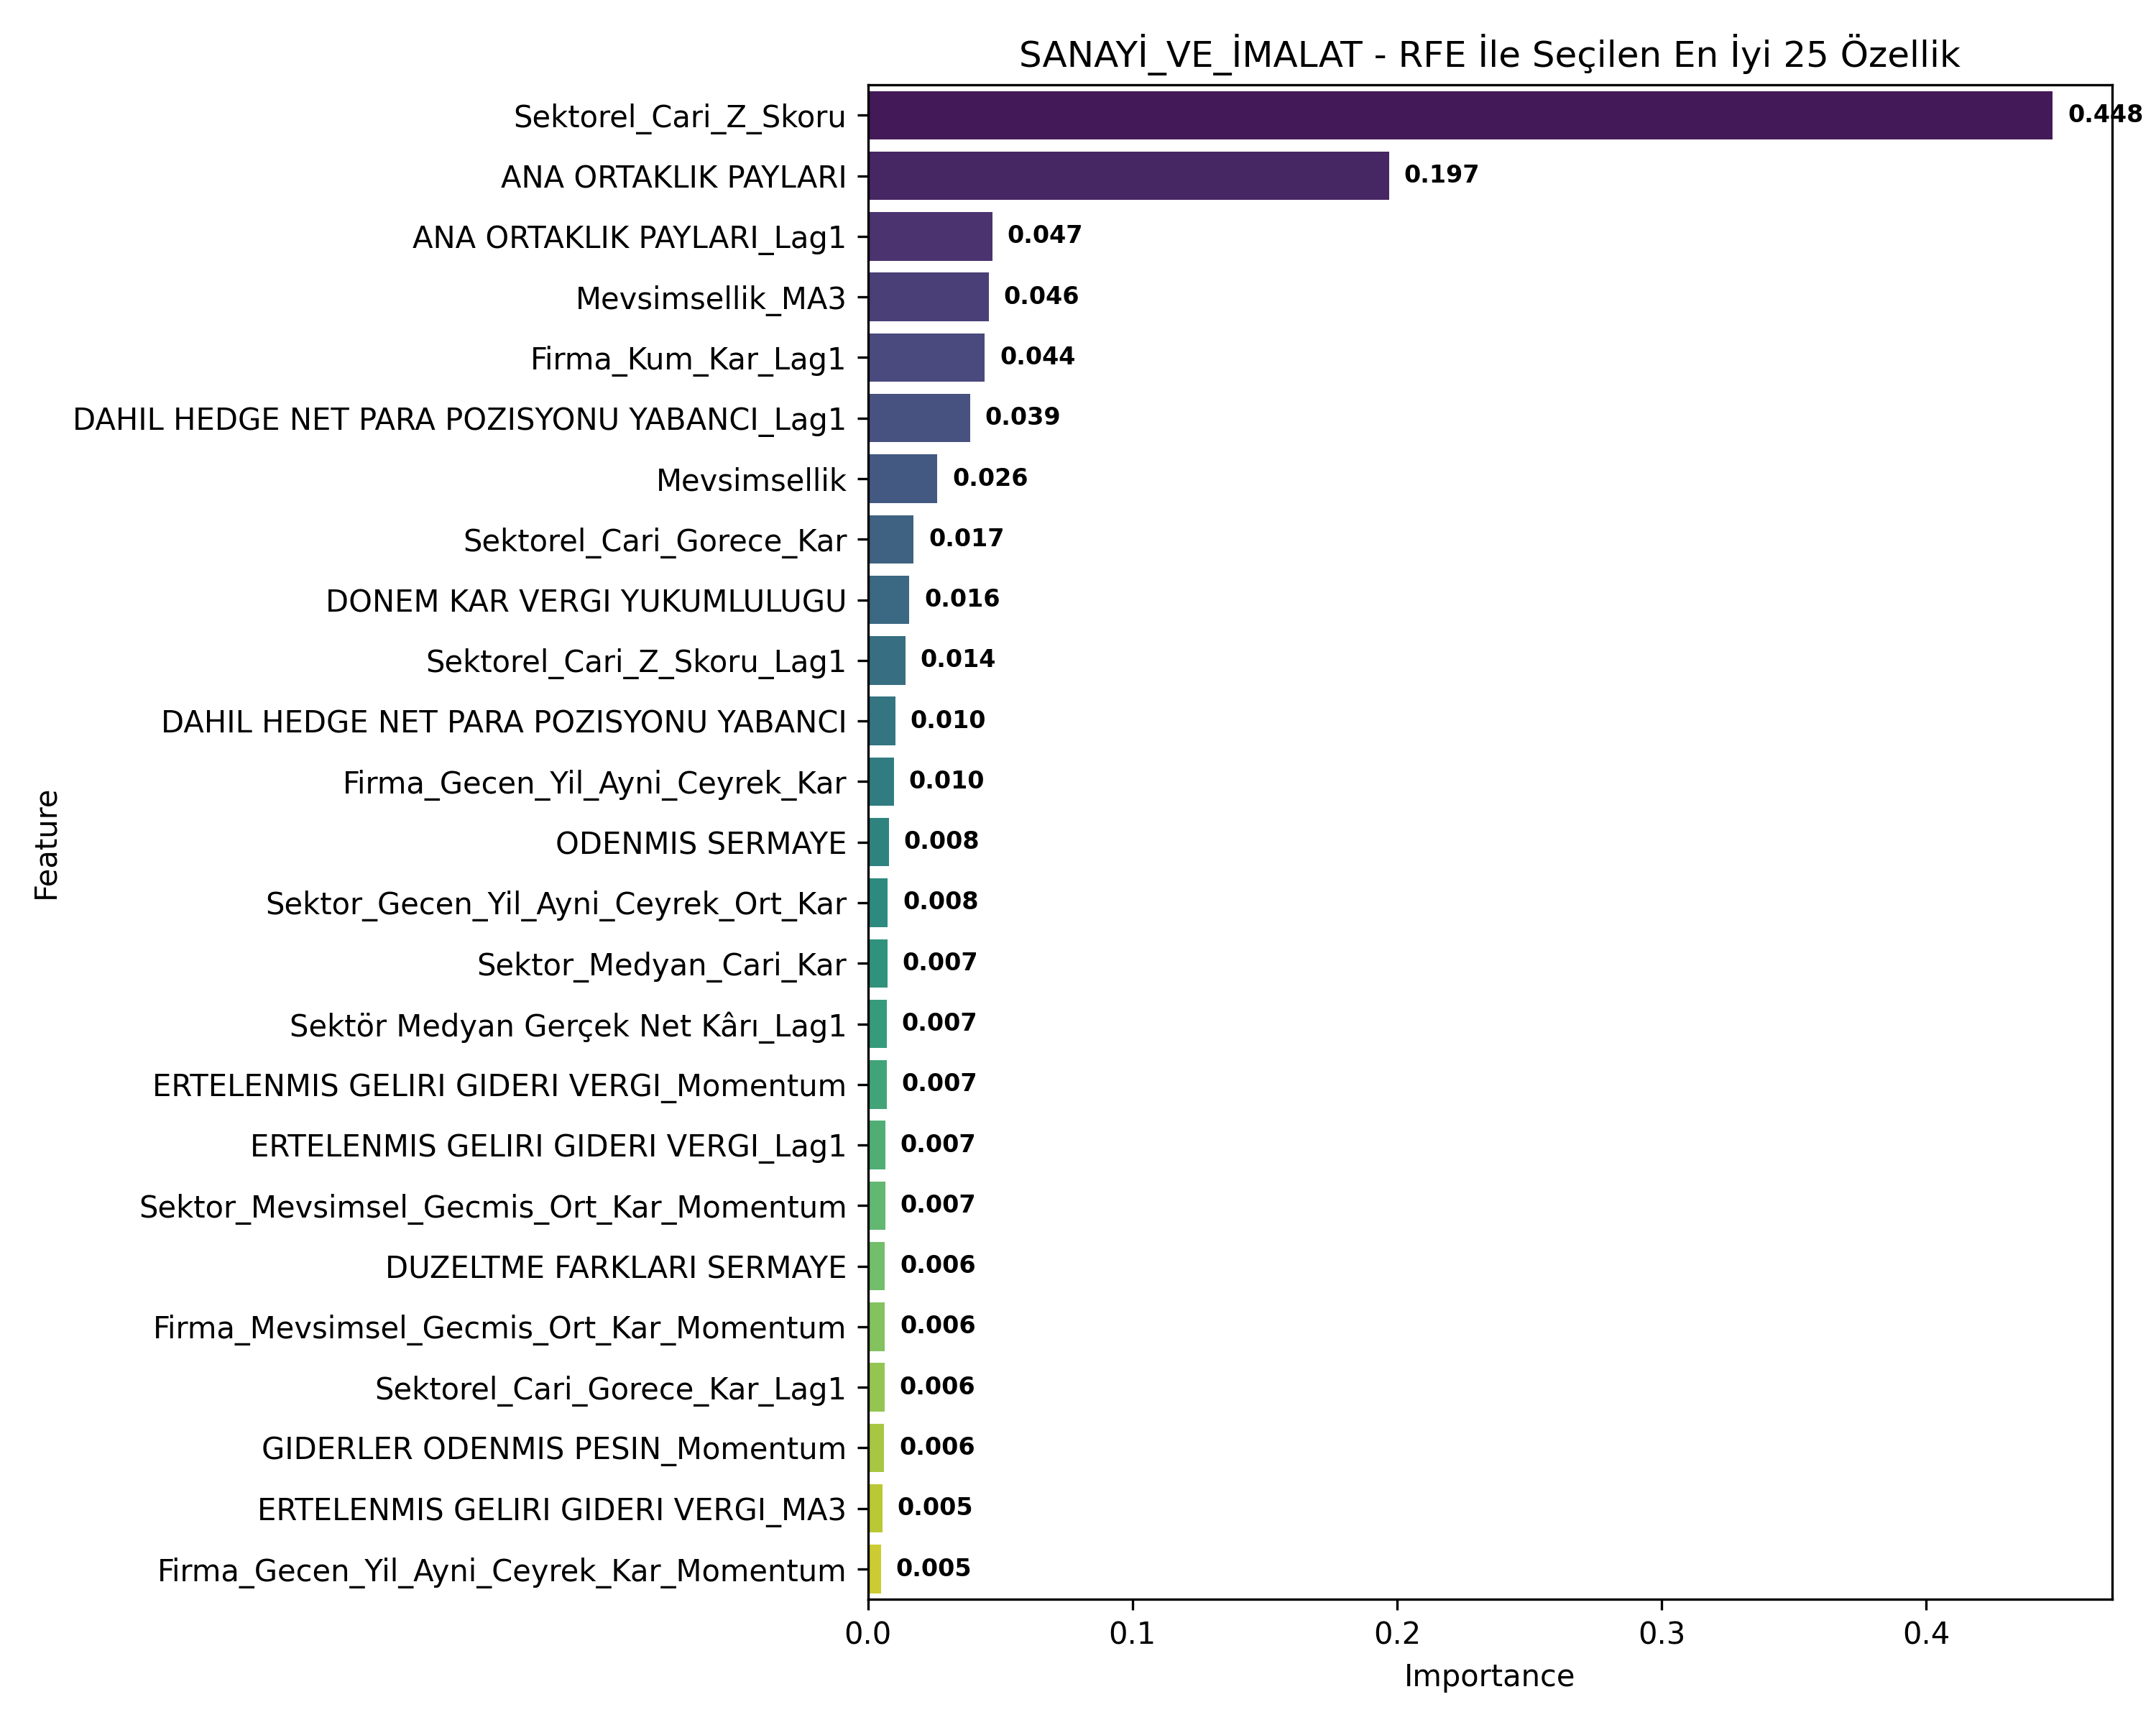 SANAYİ_VE_İMALAT - RFE İle Seçilen En İyi 25 Özellik
Sektorel_Cari_Z_Skoru 0.448
ANA ORTAKLIK PAYLARI 0.197
ANA ORTAKLIK PAYLARI_Lag1 0.047
Mevsimsellik_MA3 0.046
Firma_Kum_Kar_Lag1 0.044
DAHIL HEDGE NET PARA POZISYONU YABANCI_Lag1 0.039
Mevsimsellik 0.026
Sektorel_Cari_Gorece_Kar 0.017
DONEM KAR VERGI YUKUMLULUGU 0.016
Sektorel_Cari_Z_Skoru_Lag1 0.014
DAHIL HEDGE NET PARA POZISYONU YABANCI 0.010
Firma_Gecen_Yil_Ayni_Ceyrek_Kar 0.010
ODENMIS SERMAYE 0.008
Sektor_Gecen_Yil_Ayni_Ceyrek_Ort_Kar 0.008
Sektor_Medyan_Cari_Kar 0.007
Sektör Medyan Gerçek Net Kârı_Lag1 0.007
ERTELENMIS GELIRI GIDERI VERGI_Momentum 0.007
ERTELENMIS GELIRI GIDERI VERGI_Lag1 0.007
Sektor_Mevsimsel_Gecmis_Ort_Kar_Momentum 0.007
DUZELTME FARKLARI SERMAYE 0.006
Firma_Mevsimsel_Gecmis_Ort_Kar_Momentum 0.006
Sektorel_Cari_Gorece_Kar_Lag1 0.006
GIDERLER ODENMIS PESIN_Momentum 0.006
ERTELENMIS GELIRI GIDERI VERGI_MA3 0.005
Firma_Gecen_Yil_Ayni_Ceyrek_Kar_Momentum 0.005
Feature
0.0 0.1 0.2 0.3 0.4
Importance